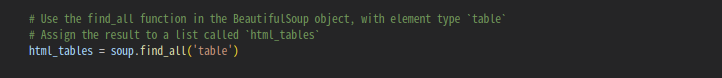 # Use the find_all function in the BeautifulSoup object, with element type `table`
# Assign the result to a list called `html_tables`
html_tables = soup.find_all('table')